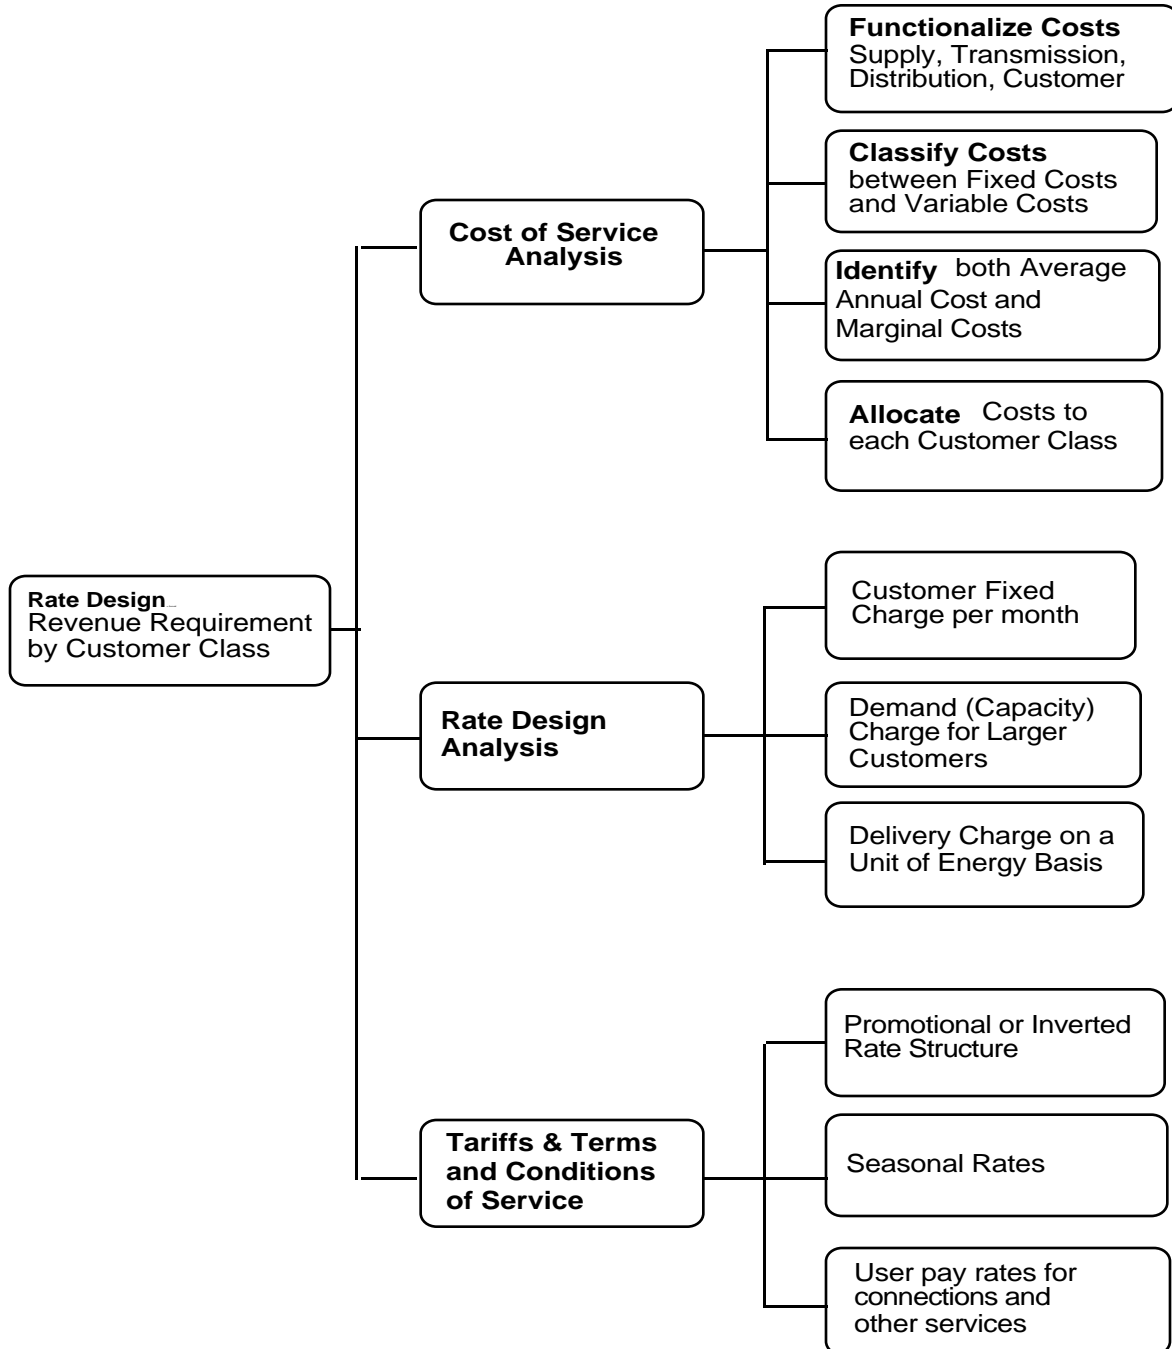 Functionalize Costs
Supply, Transmission,
Distribution, Customer
Classify Costs
between Fixed Costs
and Variable Costs
Cost of Service
Analysis
Identify both Average
Annual Cost and
Marginal Costs
Allocate Costs to
each Customer Class
Rate Design
Revenue Requirement
by Customer Class
Customer Fixed
Charge per month
Rate Design
Analysis
Demand (Capacity)
Charge for Larger
Customers
Delivery Charge on a
Unit of Energy Basis
Promotional or Inverted
Rate Structure
Tariffs & Terms
and Conditions
of Service
Seasonal Rates
User pay rates for
connections and
other services